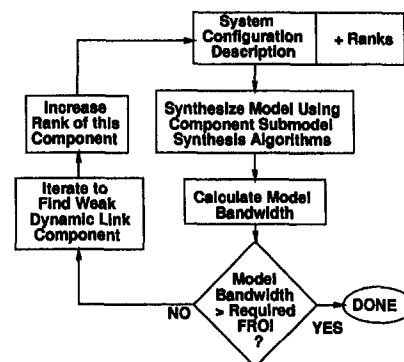 System
Configuration
Description
+ Ranks
Increase
Rank of this
Component
Synthesize Model Using
Component Submodel
Synthesis Algorithms
Iterate to
Find Weak
Dynamic Link
Component
Calculate Model
Bandwidth
Model
Bandwidth
> Required
FROI
?
NO
YES
DONE